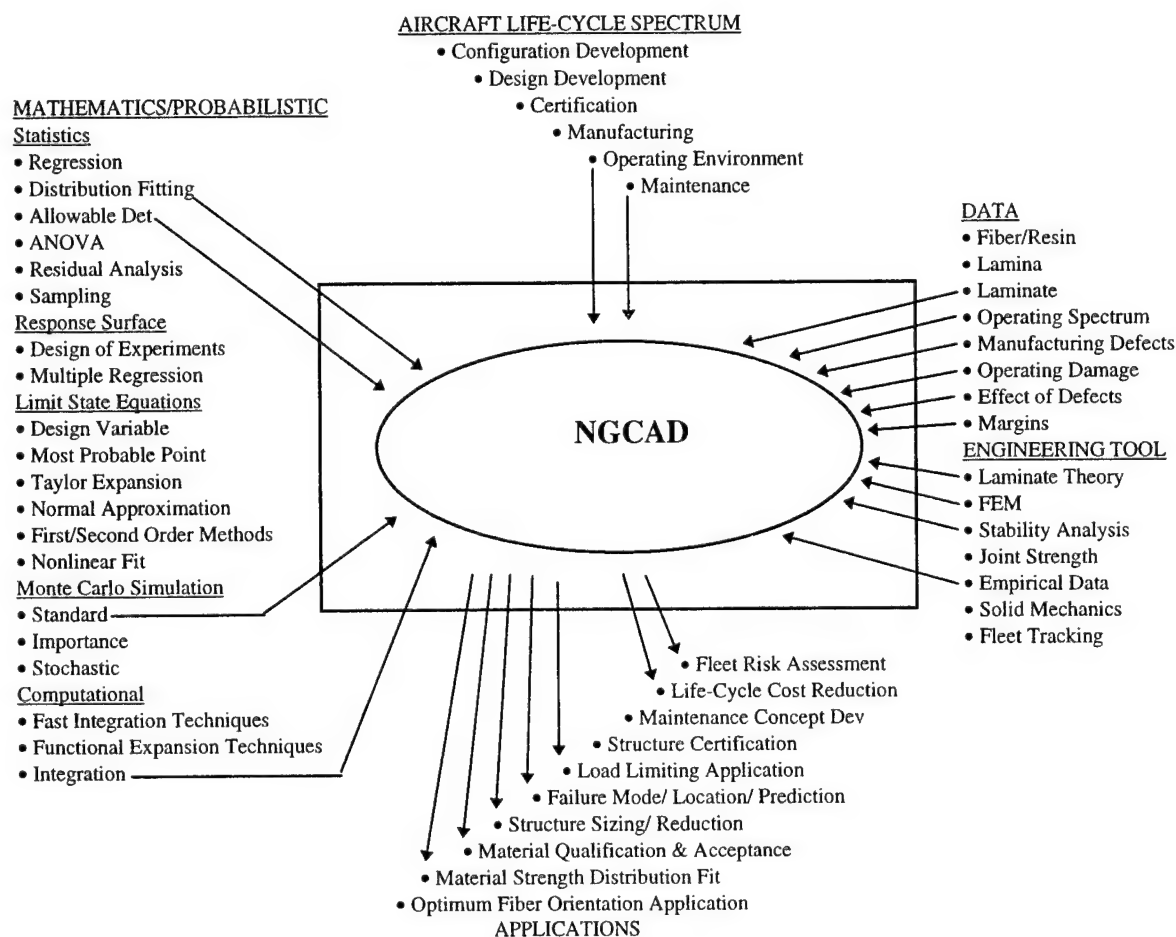 AIRCRAFT LIFE-CYCLE SPECTRUM
• Configuration Development
• Design Development
• Certification
• Manufacturing
• Operating Environment
• Maintenance
MATHEMATICS/PROBABILISTIC
Statistics
• Regression
• Distribution Fitting
• Allowable Det
• ANOVA
• Residual Analysis
• Sampling
Response Surface
• Design of Experiments
• Multiple Regression
Limit State Equations
• Design Variable
• Most Probable Point
• Taylor Expansion
• Normal Approximation
• First/Second Order Methods
• Nonlinear Fit
Monte Carlo Simulation
• Standard
• Importance
• Stochastic
Computational
• Fast Integration Techniques
• Functional Expansion Techniques
• Integration
NGCAD
DATA
• Fiber/Resin
• Lamina
• Laminate
• Operating Spectrum
• Manufacturing Defects
• Operating Damage
• Effect of Defects
• Margins
ENGINEERING TOOL
• Laminate Theory
• FEM
• Stability Analysis
• Joint Strength
• Empirical Data
• Solid Mechanics
• Fleet Tracking
• Fleet Risk Assessment
• Life-Cycle Cost Reduction
• Maintenance Concept Dev
• Structure Certification
• Load Limiting Application
• Failure Mode/ Location/ Prediction
• Structure Sizing/ Reduction
• Material Qualification & Acceptance
• Material Strength Distribution Fit
• Optimum Fiber Orientation Application
APPLICATIONS